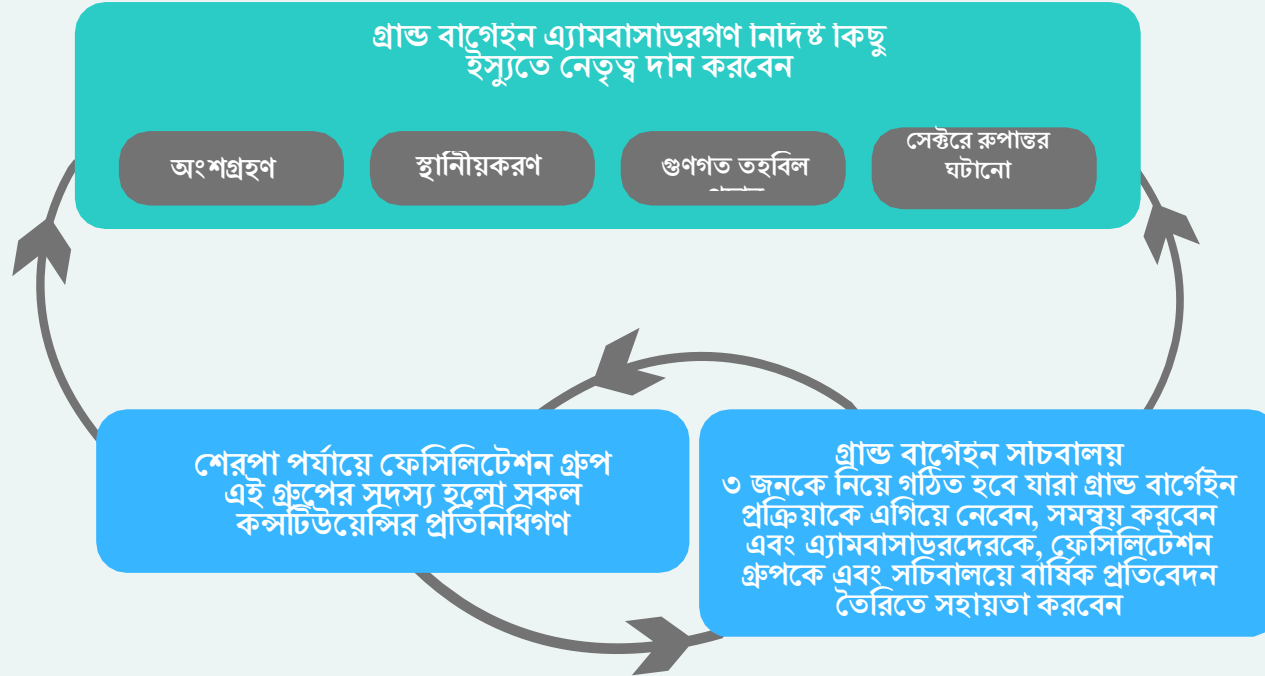 গ্রান্ড বার্গেইন এ্যামবাসাডরগণ নির্দিষ্ট কিছু
ইস্যুতে নেতৃত্ব দান করবেন
অংশগ্রহণ
স্থানীয়করণ
গুণগত তহবিল
সেক্টরে রুপান্তর
ঘটানো
শেরপা পর্যায়ে ফেসিলিটেশন গ্রুপ
এই গ্রুপের সদস্য হলো সকল
কন্সটিউয়েন্সির প্রতিনিধিগণ
গ্রান্ড বার্গেইন সচিবালয়
৩ জনকে নিয়ে গঠিত হবে যারা গ্রান্ড বার্গেইন
প্রক্রিয়াকে এগিয়ে নেবেন, সমন্বয় করবেন
এবং এ্যামবাসাডরদেরকে, ফেসিলিটেশন
গ্রুপকে এবং সচিবালয়ে বার্ষিক প্রতিবেদন
তৈরিতে সহায়তা করবেন